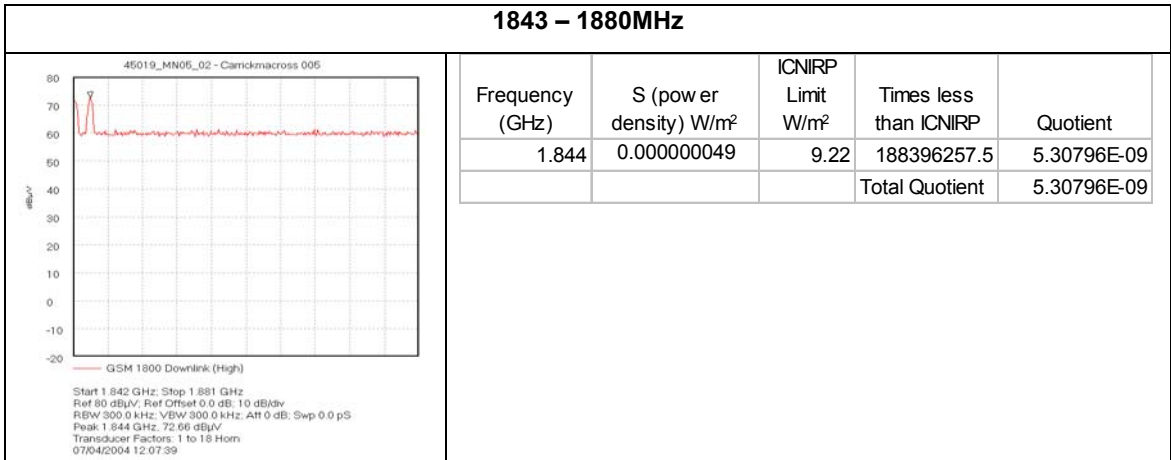 1843 – 1880MHz
45019_MN05_02 - Carrickmacross 005
80
70
60
50
40
30
20
10
0
-10
-20
dBµV
GSM 1800 Downlink (High)
Start 1.842 GHz; Stop 1.881 GHz
Ref 80 dBµV; Ref Offset 0.0 dB; 10 dB/div
RBW 300.0 kHz; VBW 300.0 kHz; Att 0 dB; Swp 0.0 pS
Peak 1.844 GHz, 72.66 dBµV
Transducer Factors: 1 to 18 Horn
07/04/2004 12:07:39
Frequency (GHz) S (pow er density) W/m² ICNIRP Limit W/m² Times less than ICNIRP Quotient
1.844 0.000000049 9.22 188396257.5 5.30796E-09
Total Quotient 5.30796E-09